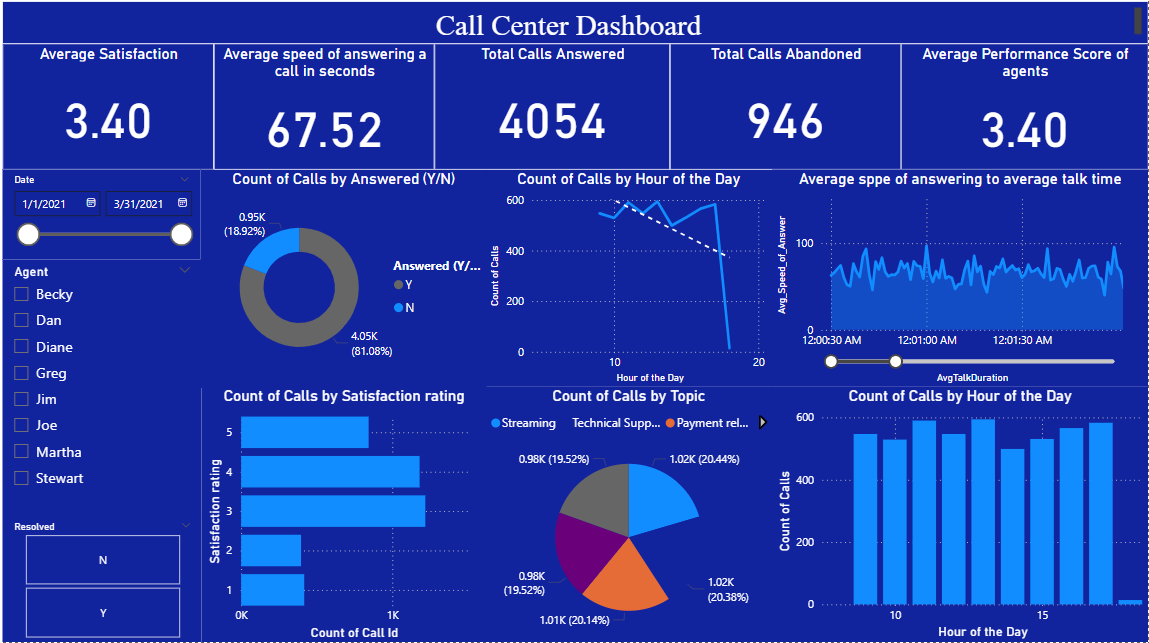 Call Center Dashboard
Average Satisfaction
3.40
Average speed of answering a
call in seconds
67.52
Total Calls Answered
4054
Total Calls Abandoned
946
Average Performance Score of
agents
3.40
Date
1/1/2021
3/31/2021
Agent
Becky
Dan
Diane
Greg
Jim
Joe
Martha
Stewart
Resolved
N
Y
Count of Calls by Answered (Y/N)
0.95K
(18.92%)
4.05K
(81.08%)
Answered (Y/...
Y
N
Count of Calls by Hour of the Day
Count of Calls
600
400
200
0
10
20
Hour of the Day
Average sppe of answering to average talk time
Avg_Speed_of_Answer
100
0
12:00:30 AM
12:01:00 AM
12:01:30 AM
AvgTalkDuration
Count of Calls by Satisfaction rating
Satisfaction rating
5
4
3
2
1
0K
1K
Count of Call Id
Count of Calls by Topic
Streaming
Technical Supp...
Payment rel...
0.98K (19.52%)
1.02K (20.44%)
0.98K
(19.52%)
1.02K
(20.38%)
1.01K (20.14%)
Count of Calls by Hour of the Day
Count of Calls
600
400
200
0
10
15
Hour of the Day